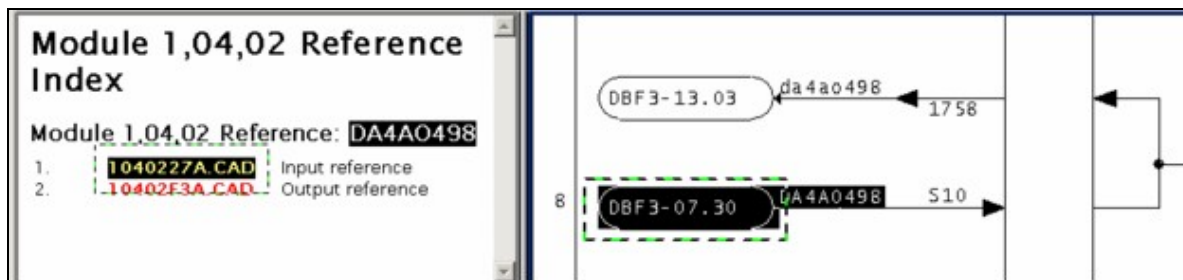 Module 1,04,02 Reference
Index
Module 1,04,02 Reference: DA4AO498
1. 1040227A.CAD Input reference
2. 10402F3A.CAD Output reference
DBF3-13.03 da4ao498 1758
8 DBF3-07.30 DA4AO498 S10